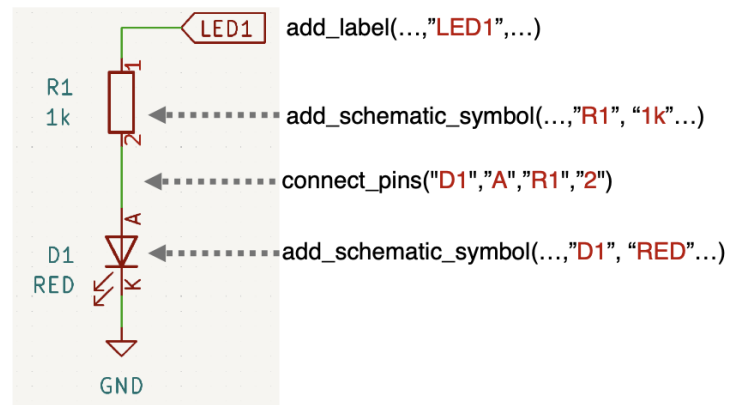 LED1 add_label(…,”LED1”,…)
1
R1
1k
add_schematic_symbol(…,”R1”, “1k”…)
2
connect_pins("D1","A","R1","2")
A
D1
RED
add_schematic_symbol(…,”D1”, “RED”…)
K
GND